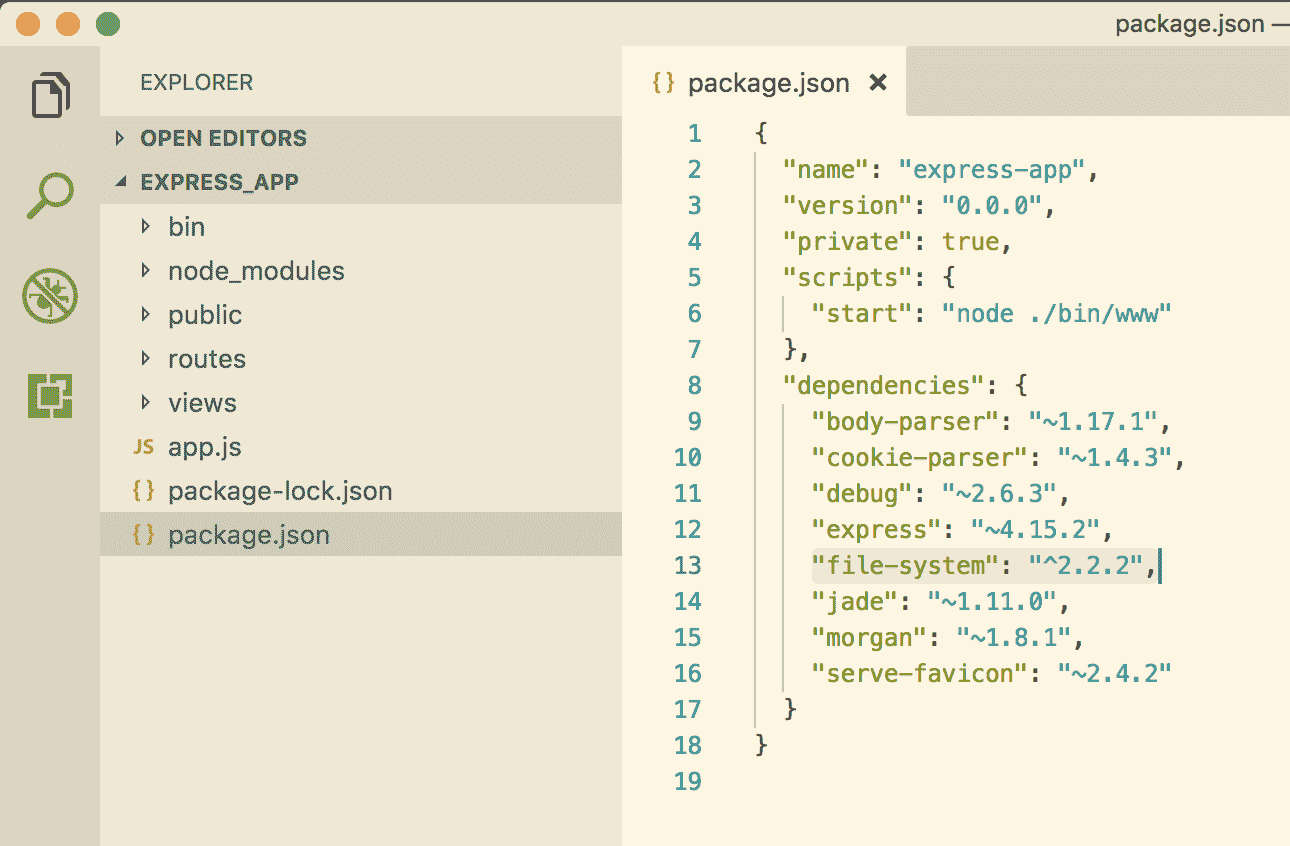 package.json —
EXPLORER
OPEN EDITORS
EXPRESS_APP
bin
node_modules
public
routes
views
JS app.js
{} package-lock.json
{} package.json
{} package.json ×
1 {
2 "name": "express-app",
3 "version": "0.0.0",
4 "private": true,
5 "scripts": {
6 "start": "node ./bin/www"
7 },
8 "dependencies": {
9 "body-parser": "~1.17.1",
10 "cookie-parser": "~1.4.3",
11 "debug": "~2.6.3",
12 "express": "~4.15.2",
13 "file-system": "^2.2.2",
14 "jade": "~1.11.0",
15 "morgan": "~1.8.1",
16 "serve-favicon": "~2.4.2"
17 }
18 }
19